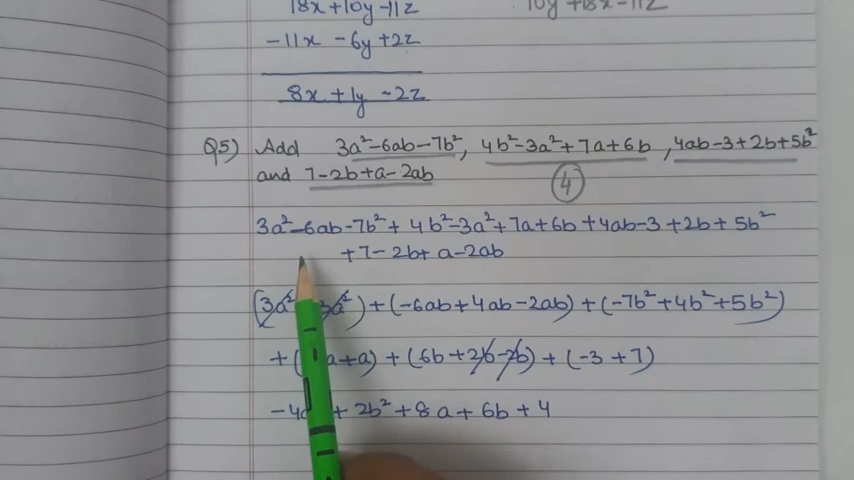 18x + 10y - 11z
10y + 18x - 11z
- 11x - 6y + 2z
8x + 1y - 2z
Q5) Add 3a² - 6ab - 7b², 4b² - 3a² + 7a + 6b, 4ab - 3 + 2b + 5b²
and 7 - 2b + a - 2ab
4
3a² - 6ab - 7b² + 4b² - 3a² + 7a + 6b + 4ab - 3 + 2b + 5b²
+ 7 - 2b + a - 2ab
(3a² 3a²) + (-6ab + 4ab - 2ab) + (-7b² + 4b² + 5b²)
+ ( a + a) + (6b + 2b - 2b) + (-3 + 7)
- 4a + 2b² + 8a + 6b + 4